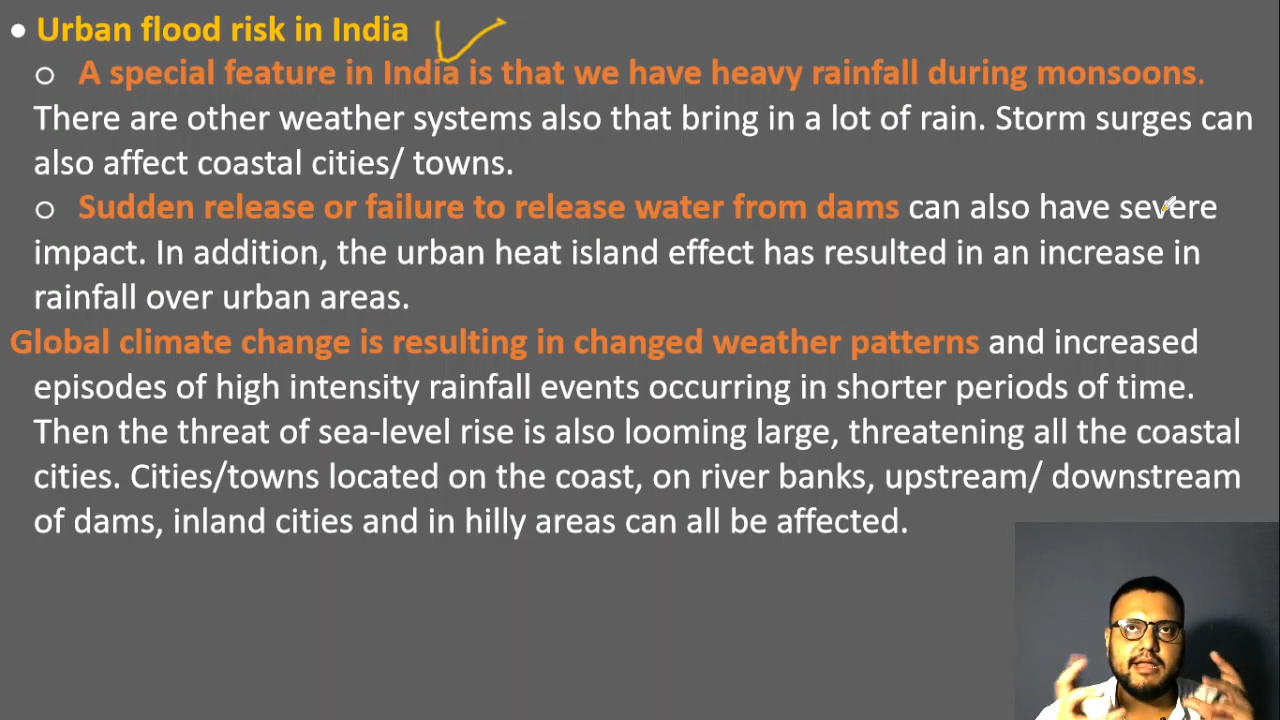 • Urban flood risk in India
o A special feature in India is that we have heavy rainfall during monsoons.
There are other weather systems also that bring in a lot of rain. Storm surges can
also affect coastal cities/ towns.
o Sudden release or failure to release water from dams can also have severe
impact. In addition, the urban heat island effect has resulted in an increase in
rainfall over urban areas.
Global climate change is resulting in changed weather patterns and increased
episodes of high intensity rainfall events occurring in shorter periods of time.
Then the threat of sea-level rise is also looming large, threatening all the coastal
cities. Cities/towns located on the coast, on river banks, upstream/ downstream
of dams, inland cities and in hilly areas can all be affected.